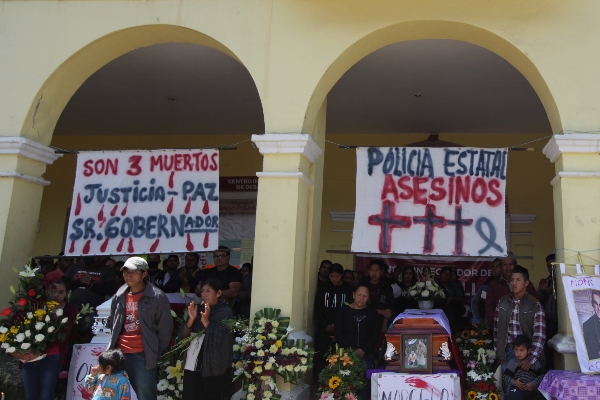 SON 3 MUERTOS
JUSTICIA - PAZ
SR. GOBERNADOR
POLICIA ESTATAL
ASESINOS